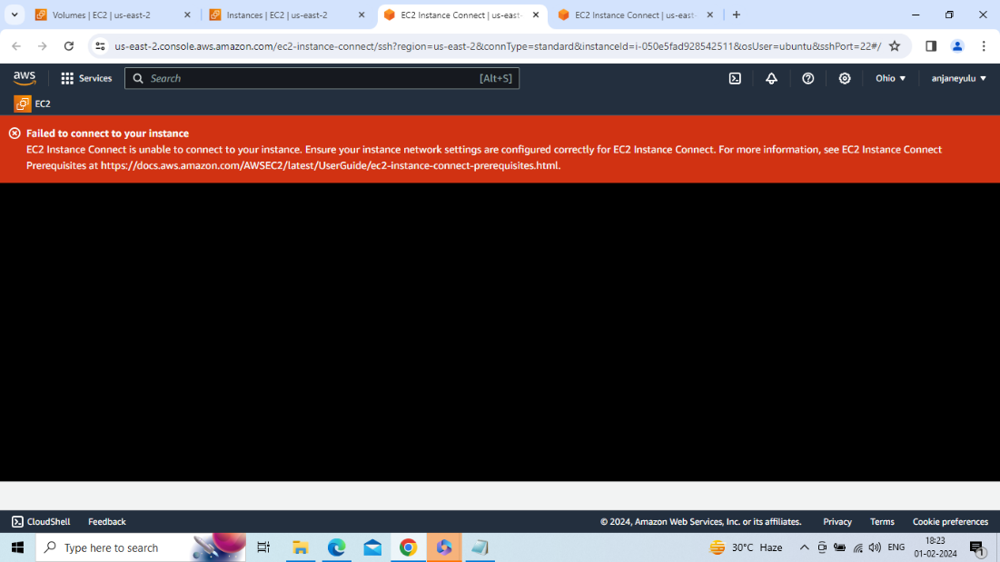 Volumes | EC2 | us-east-2
Instances | EC2 | us-east-2
EC2 Instance Connect | us-east-
EC2 Instance Connect | us-east-
us-east-2.console.aws.amazon.com/ec2-instance-connect/ssh?region=us-east-2&connType=standard&instanceId=i-050e5fad928542511&osUser=ubuntu&sshPort=22#/
aws
Services
Search
[Alt+S]
Ohio
anjaneyulu
EC2
Failed to connect to your instance
EC2 Instance Connect is unable to connect to your instance. Ensure your instance network settings are configured correctly for EC2 Instance Connect. For more information, see EC2 Instance Connect
Prerequisites at https://docs.aws.amazon.com/AWSEC2/latest/UserGuide/ec2-instance-connect-prerequisites.html.
CloudShell
Feedback
© 2024, Amazon Web Services, Inc. or its affiliates.
Privacy
Terms
Cookie preferences
Type here to search
30°C Haze
ENG
18:23
01-02-2024
1